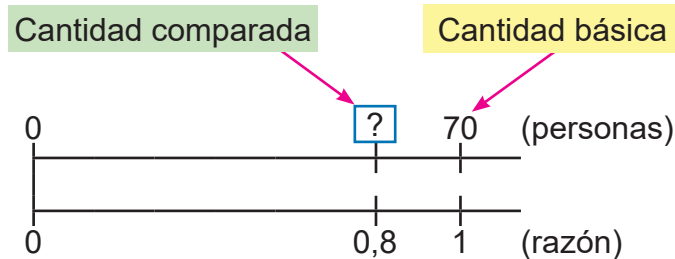 Cantidad comparada Cantidad básica
0 ? 70 (personas)
0 0,8 1 (razón)